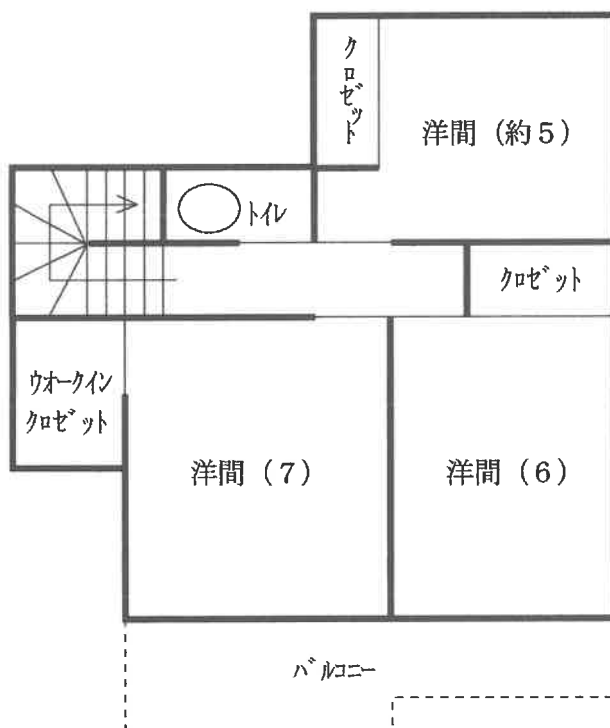 クロゼット
洋間（約５）
トイレ
クロゼット
ウオークイン
クロゼット
洋間（７）
洋間（６）
バルコニー